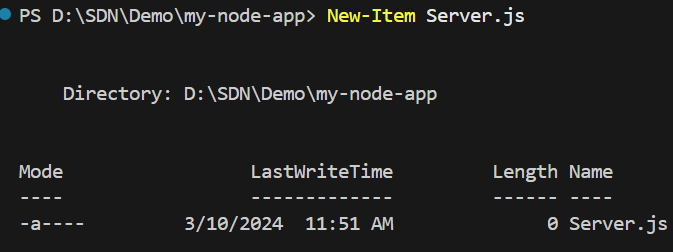 PS D:\SDN\Demo\my-node-app> New-Item Server.js
Directory: D:\SDN\Demo\my-node-app
Mode LastWriteTime Length Name
---- ------------- ------ ----
-a---- 3/10/2024 11:51 AM 0 Server.js